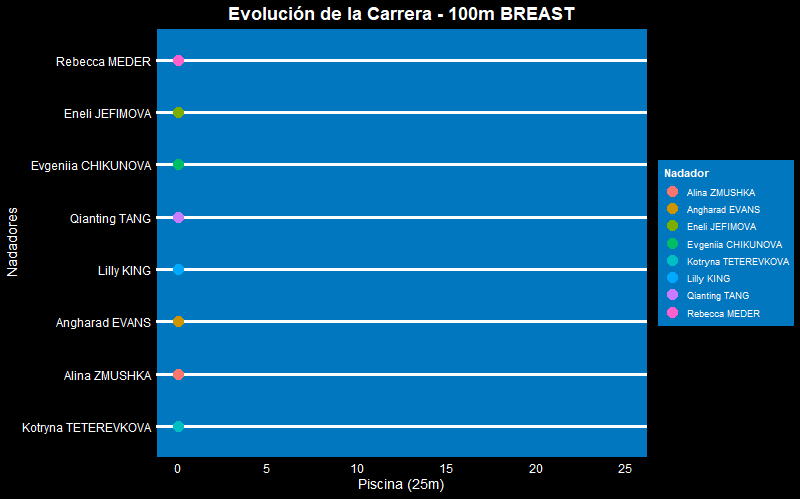 Evolución de la Carrera - 100m BREAST
Nadadores
Rebecca MEDER
Eneli JEFIMOVA
Evgeniia CHIKUNOVA
Qianting TANG
Lilly KING
Angharad EVANS
Alina ZMUSHKA
Kotryna TETEREVKOVA
0 5 10 15 20 25
Piscina (25m)
Nadador
Alina ZMUSHKA
Angharad EVANS
Eneli JEFIMOVA
Evgeniia CHIKUNOVA
Kotryna TETEREVKOVA
Lilly KING
Qianting TANG
Rebecca MEDER